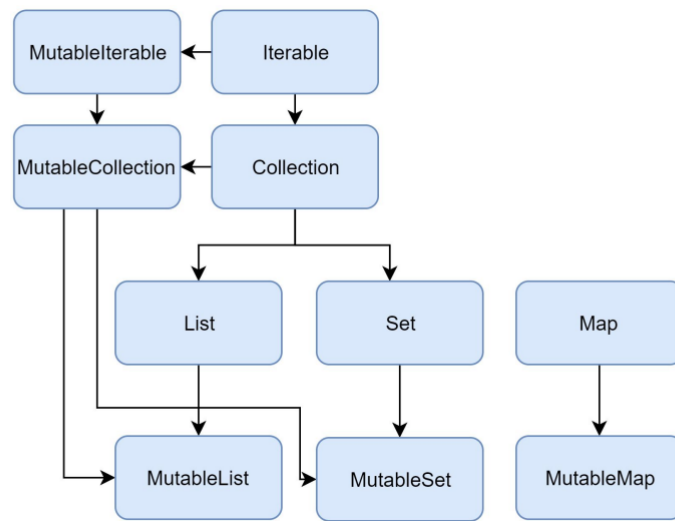 MutableIterable
Iterable
MutableCollection
Collection
List
Set
Map
MutableList
MutableSet
MutableMap